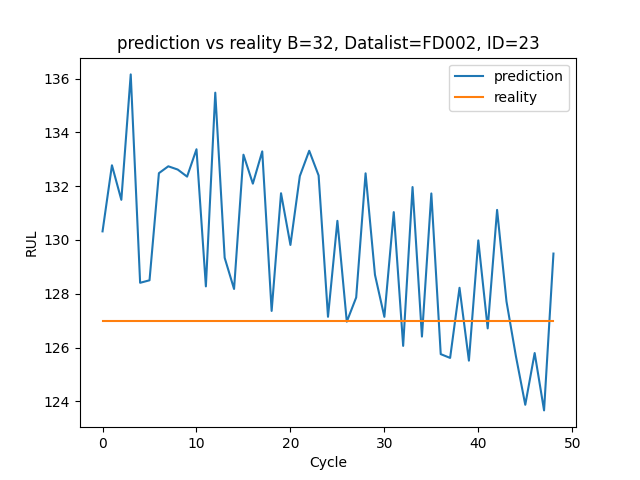 prediction vs reality B=32, Datalist=FD002, ID=23
prediction
reality
RUL
136
134
132
130
128
126
124
0 10 20 30 40 50
Cycle